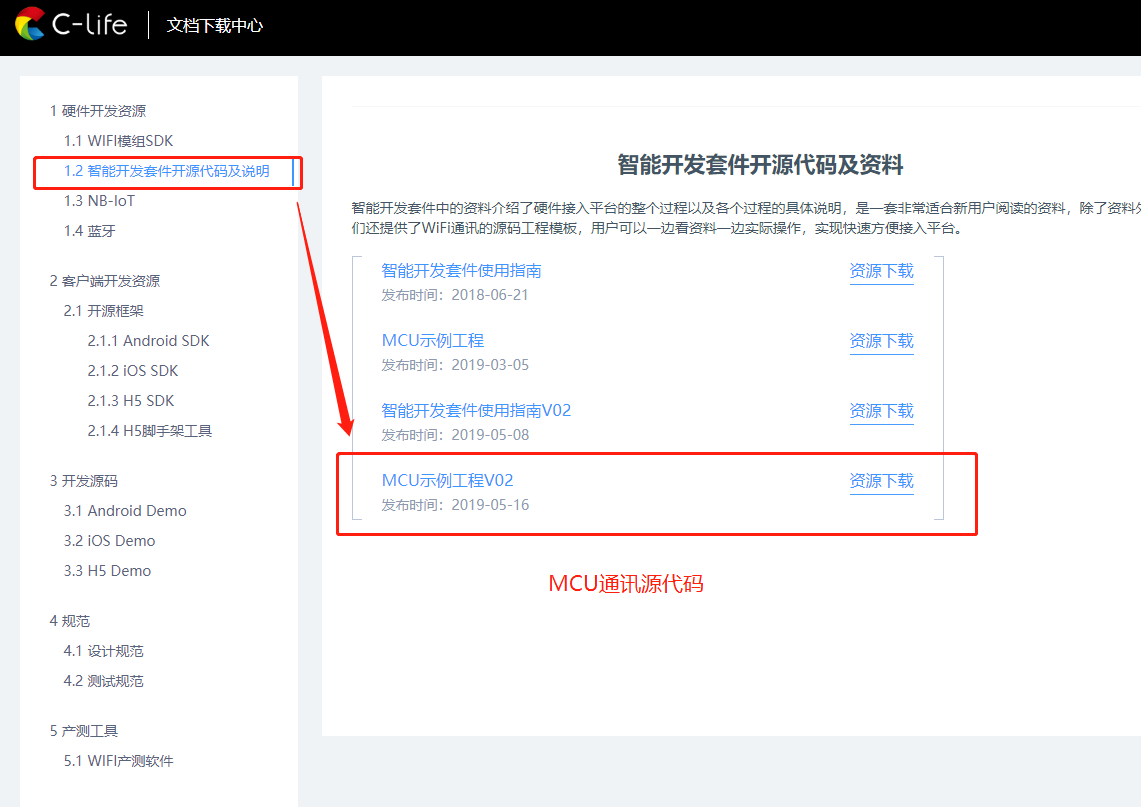 C-life
文档下载中心
1 硬件开发资源
1.1 WIFI模组SDK
1.2 智能开发套件开源代码及说明
1.3 NB-IoT
1.4 蓝牙
2 客户端开发资源
2.1 开源框架
2.1.1 Android SDK
2.1.2 iOS SDK
2.1.3 H5 SDK
2.1.4 H5脚手架工具
3 开发源码
3.1 Android Demo
3.2 iOS Demo
3.3 H5 Demo
4 规范
4.1 设计规范
4.2 测试规范
5 产测工具
5.1 WIFI产测软件
智能开发套件开源代码及资料
智能开发套件中的资料介绍了硬件接入平台的整个过程以及各个过程的具体说明，是一套非常适合新用户阅读的资料，除了资料
们还提供了WiFi通讯的源码工程模板，用户可以一边看资料一边实际操作，实现快速方便接入平台。
智能开发套件使用指南 资源下载
发布时间：2018-06-21
MCU示例工程 资源下载
发布时间：2019-03-05
智能开发套件使用指南V02 资源下载
发布时间：2019-05-08
MCU示例工程V02 资源下载
发布时间：2019-05-16
MCU通讯源代码